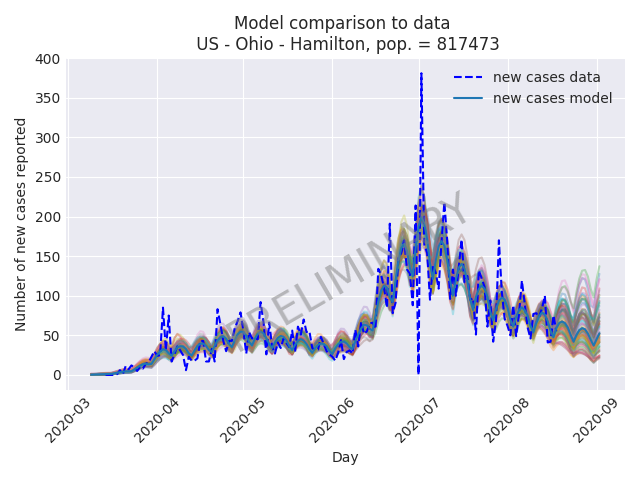 Model comparison to data
US - Ohio - Hamilton, pop. = 817473
400
350
300
250
200
150
100
50
0
Number of new cases reported
new cases data
new cases model
PRELIMINARY
2020-03
2020-04
2020-05
2020-06
2020-07
2020-08
2020-09
Day